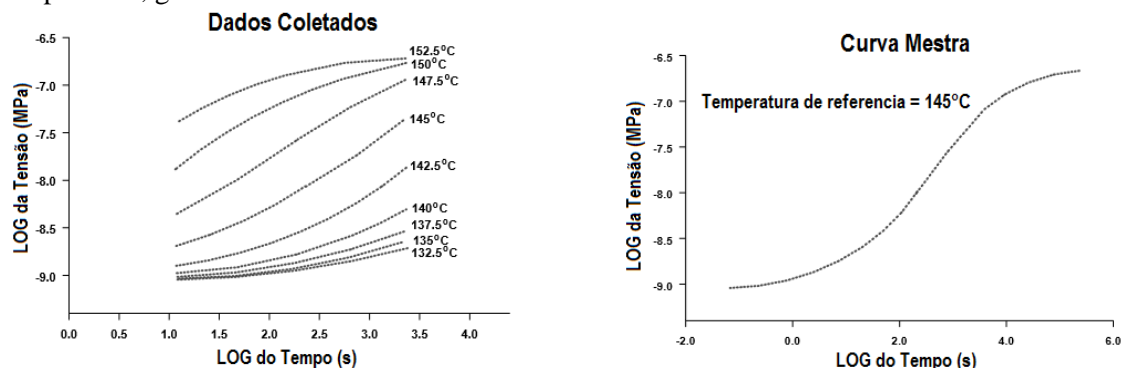 Dados Coletados
LOG da Tensão (MPa)
-6.5
-7.0
-7.5
-8.0
-8.5
-9.0
152.5°C
150°C
147.5°C
145°C
142.5°C
140°C
137.5°C
135°C
132.5°C
0.0 0.5 1.0 1.5 2.0 2.5 3.0 3.5 4.0
LOG do Tempo (s)
Curva Mestra
Temperatura de referencia = 145°C
LOG da Tensão (MPa)
-6.5
-7.0
-7.5
-8.0
-8.5
-9.0
-2.0 0.0 2.0 4.0 6.0
LOG do Tempo (s)